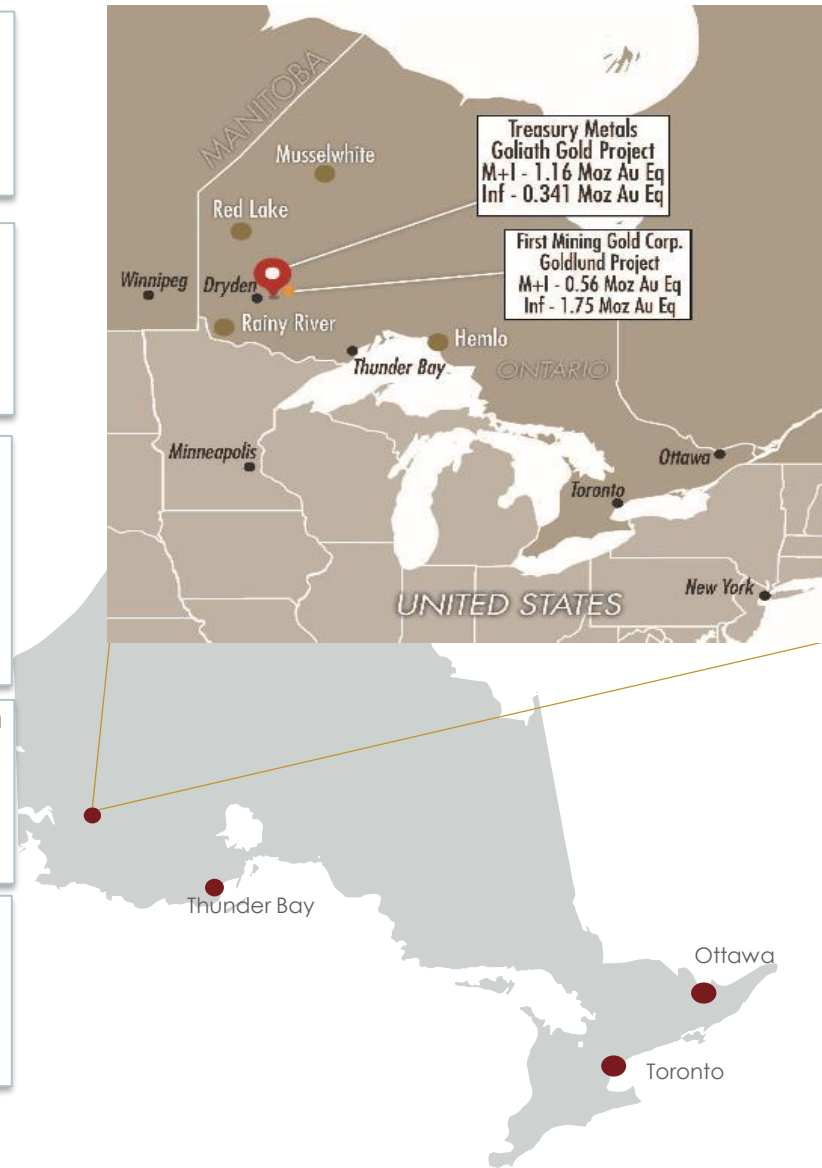 MANITOBA
Musselwhite
Treasury Metals
Goliath Gold Project
M+I - 1.16 Moz Au Eq
Inf - 0.341 Moz Au Eq
Red Lake
First Mining Gold Corp.
Goldlund Project
M+I - 0.56 Moz Au Eq
Inf - 1.75 Moz Au Eq
Winnipeg
Dryden
Rainy River
Hemlo
Thunder Bay
ONTARIO
Minneapolis
Ottawa
Toronto
New York
UNITED STATES
Thunder Bay
Ottawa
Toronto